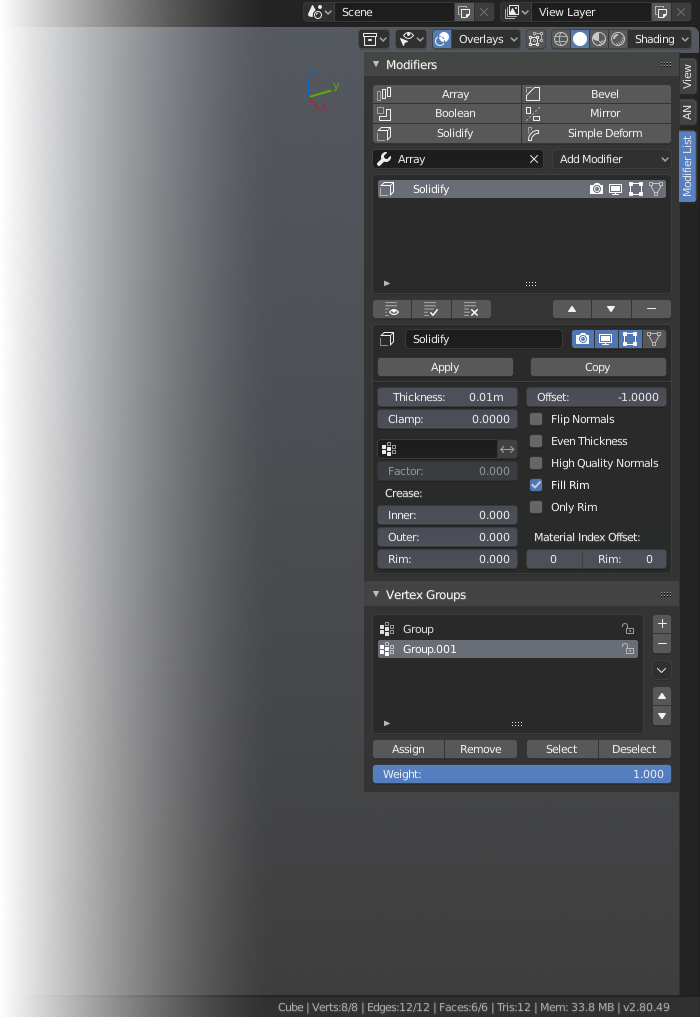 Scene View Layer
Overlays Shading
y
Modifiers
Array Bevel
Boolean Mirror
Solidify Simple Deform
Array Add Modifier
Solidify
Solidify
Apply Copy
Thickness: 0.01m Offset: -1.0000
Clamp: 0.0000 Flip Normals
Even Thickness
High Quality Normals
Factor: 0.000 Fill Rim
Crease:
Only Rim
Inner: 0.000
Outer: 0.000 Material Index Offset:
Rim: 0.000 0 Rim: 0
Vertex Groups
Group
Group.001
Assign Remove Select Deselect
Weight: 1.000
View
AN
Modifier List
Cube | Verts:8/8 | Edges:12/12 | Faces:6/6 | Tris:12 | Mem: 33.8 MB | v2.80.49